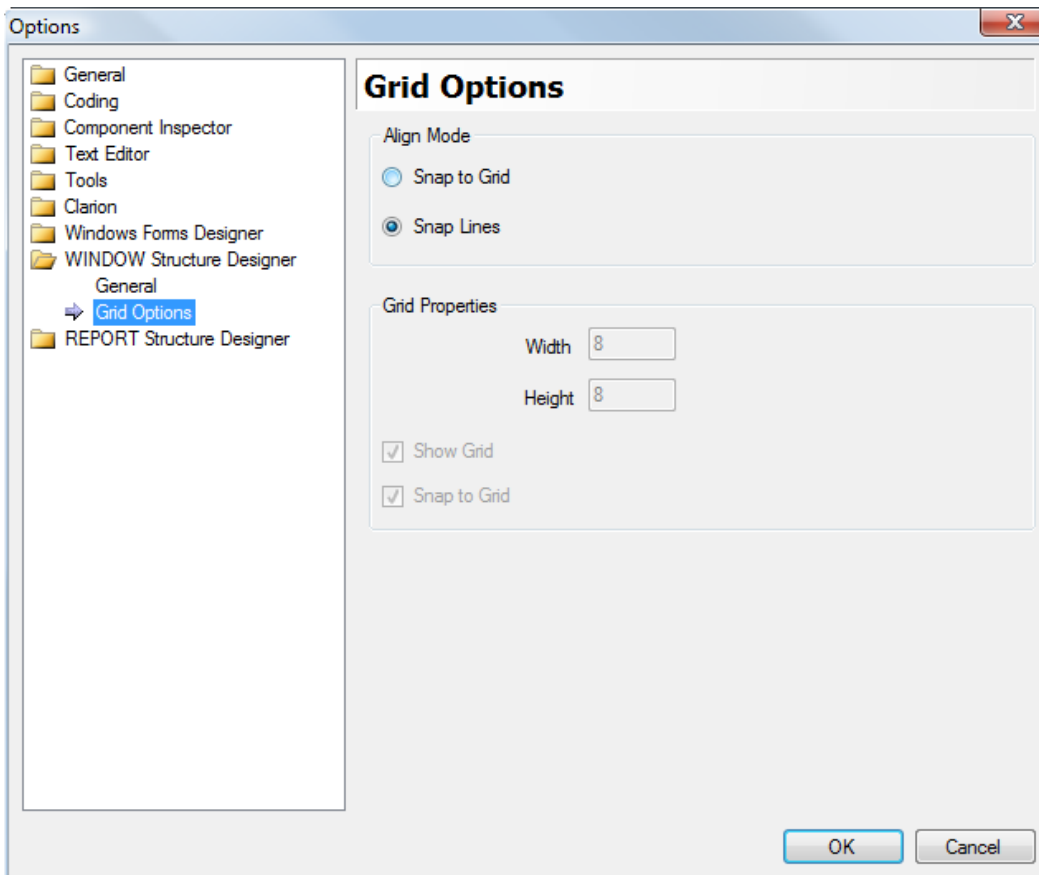 Options
General
Coding
Component Inspector
Text Editor
Tools
Clarion
Windows Forms Designer
WINDOW Structure Designer
General
Grid Options
REPORT Structure Designer
Grid Options
Align Mode
Snap to Grid
Snap Lines
Grid Properties
Width 8
Height 8
Show Grid
Snap to Grid
OK Cancel